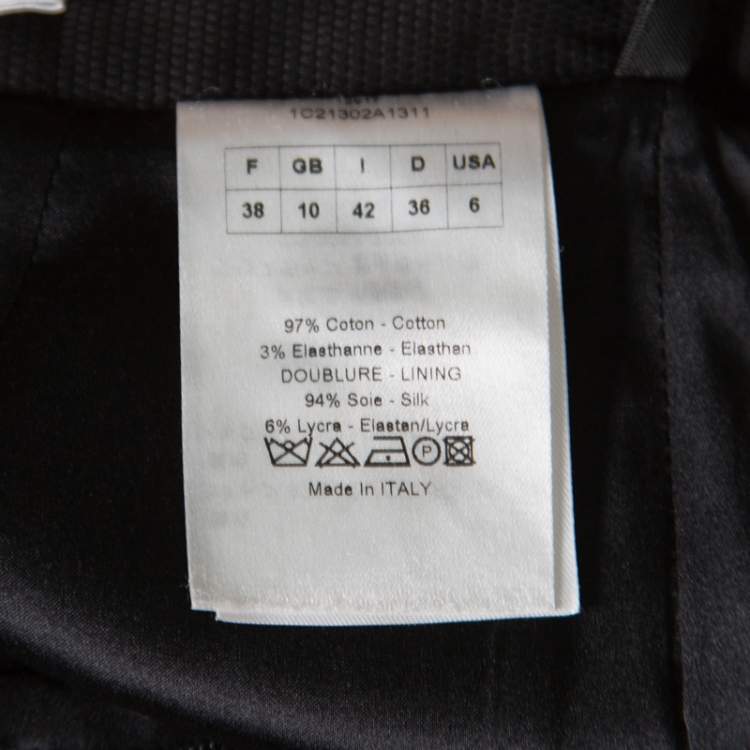 1C21302A1311
F GB I D USA
38 10 42 36 6
97% Coton - Cotton
3% Elasthanne - Elasthan
DOUBLURE - LINING
94% Soie - Silk
6% Lycra - Elastan/Lycra
P
Made In ITALY